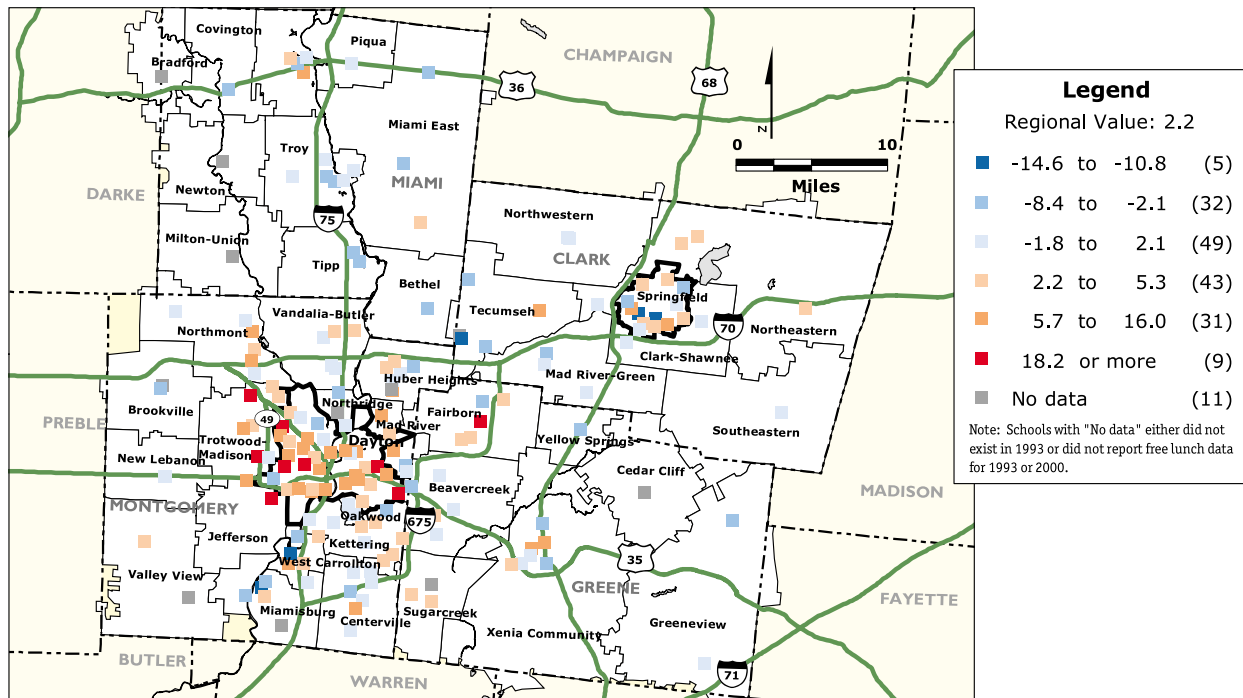 Covington
Piqua
Bradford
CHAMPAIGN
68
36
N
0 10
Miles
Miami East
Troy
MIAMI
DARKE
Newton
75
Northwestern
Milton-Union
CLARK
Tipp
Bethel
Springfield
Tecumseh
Northmont
Vandalia-Butler
70
Northeastern
Clark-Shawnee
Huber Heights
Mad River-Green
Brookville
Northridge
Fairborn
PREBLE
49
Mad River
Southeastern
Trotwood-
Madison
Dayton
Yellow Springs
New Lebanon
Cedar Cliff
Beavercreek
MADISON
MONTGOMERY
Oakwood
675
Jefferson
Kettering
35
West Carrollton
Valley View
GREENE
FAYETTE
Miamisburg
Sugarcreek
Centerville
Xenia Community
Greeneview
BUTLER
71
WARREN
Legend
Regional Value: 2.2
-14.6 to -10.8 (5)
-8.4 to -2.1 (32)
-1.8 to 2.1 (49)
2.2 to 5.3 (43)
5.7 to 16.0 (31)
18.2 or more (9)
No data (11)
Note: Schools with "No data" either did not
exist in 1993 or did not report free lunch data
for 1993 or 2000.